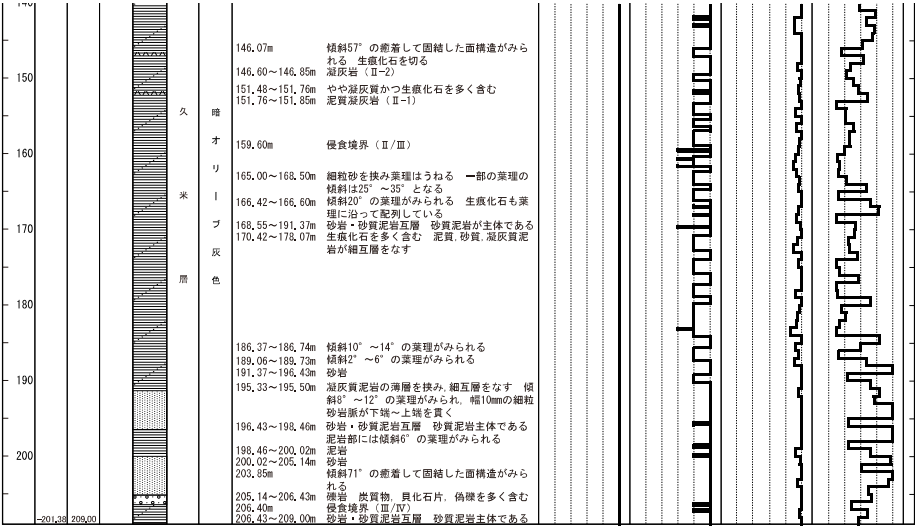 146.07m 傾斜57°の癒着して固結した面構造がみら
れる 生痕化石を切る
146.60～146.85m 凝灰岩（Ⅱ-2）
150
151.48～151.76m やや凝灰質かつ生痕化石を多く含む
151.76～151.85m 泥質凝灰岩（Ⅱ-1）
久米層
暗オリーブ灰色
159.60m 侵食境界（Ⅱ/Ⅲ）
160
165.00～168.50m 細粒砂を挟み葉理はうねる 一部の葉理の
傾斜は25°～35°となる
166.42～166.60m 傾斜20°の葉理がみられる 生痕化石も葉
理に沿って配列している
168.55～191.37m 砂岩・砂質泥岩互層 砂質泥岩が主体である
170
170.42～178.07m 生痕化石を多く含む 泥質,砂質,凝灰質泥
岩が細互層をなす
180
186.37～186.74m 傾斜10°～14°の葉理がみられる
189.06～189.73m 傾斜2°～6°の葉理がみられる
190
191.37～196.43m 砂岩
195.33～195.50m 凝灰質泥岩の薄層を挟み,細互層をなす 傾
斜8°～12°の葉理がみられ, 幅10mmの細粒
砂岩脈が下端～上端を貫く
196.43～198.46m 砂岩・砂質泥岩互層 砂質泥岩主体である
泥岩部には傾斜6°の葉理がみられる
198.46～200.02m 泥岩
200
200.02～205.14m 砂岩
203.85m 傾斜71°の癒着して固結した面構造がみら
れる
205.14～206.43m 礫岩 炭質物, 貝化石片, 偽礫を多く含む
206.40m 侵食境界（Ⅲ/Ⅳ）
206.43～209.00m 砂岩・砂質泥岩互層 砂質泥岩主体である
-201.38 209.00